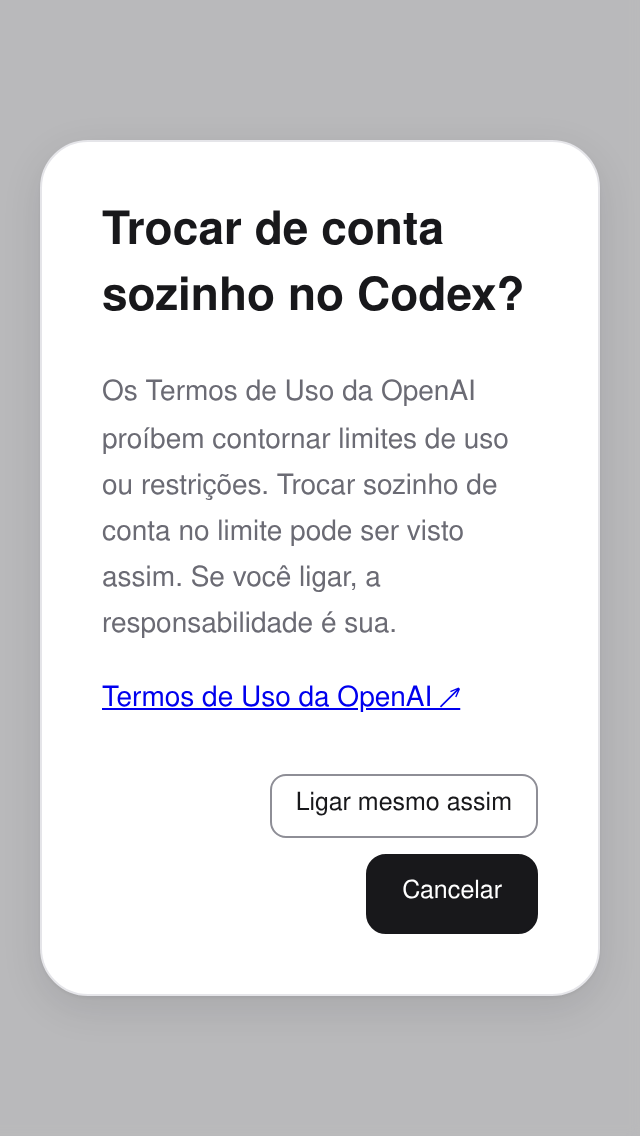 Trocar de conta
sozinho no Codex?
Os Termos de Uso da OpenAI
proíbem contornar limites de uso
ou restrições. Trocar sozinho de
conta no limite pode ser visto
assim. Se você ligar, a
responsabilidade é sua.
Termos de Uso da OpenAI ↗
Ligar mesmo assim
Cancelar